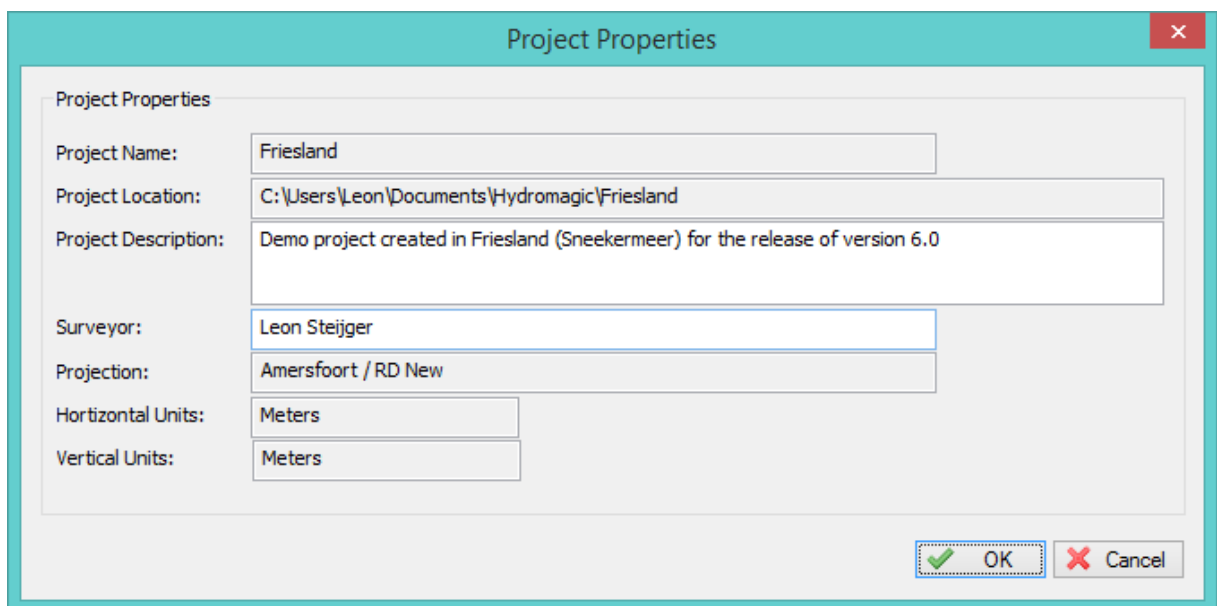 Project Properties
Project Properties
Project Name: Friesland
Project Location: C:\Users\Leon\Documents\Hydromagic\Friesland
Project Description: Demo project created in Friesland (Sneekermeer) for the release of version 6.0
Surveyor: Leon Steijger
Projection: Amersfoort / RD New
Hortizontal Units: Meters
Vertical Units: Meters
OK Cancel